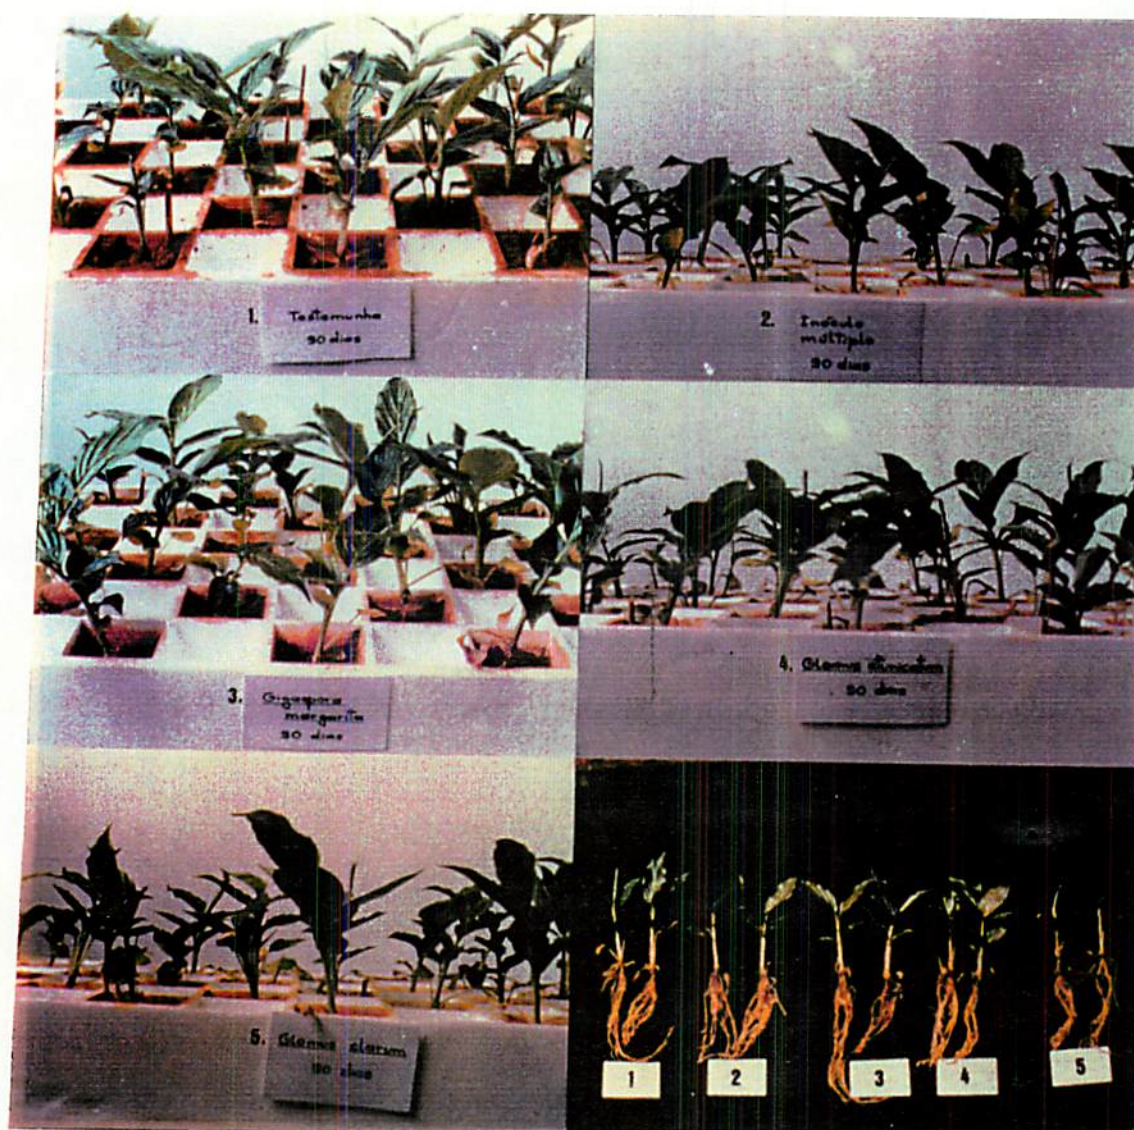 1. Testemunha
90 dias
2. Inóculo
múltiplo
90 dias
3. Gigaspora
margarita
90 dias
4. Glomus etunicatum
90 dias
5. Glomus clarum
90 dias
1
2
3
4
5